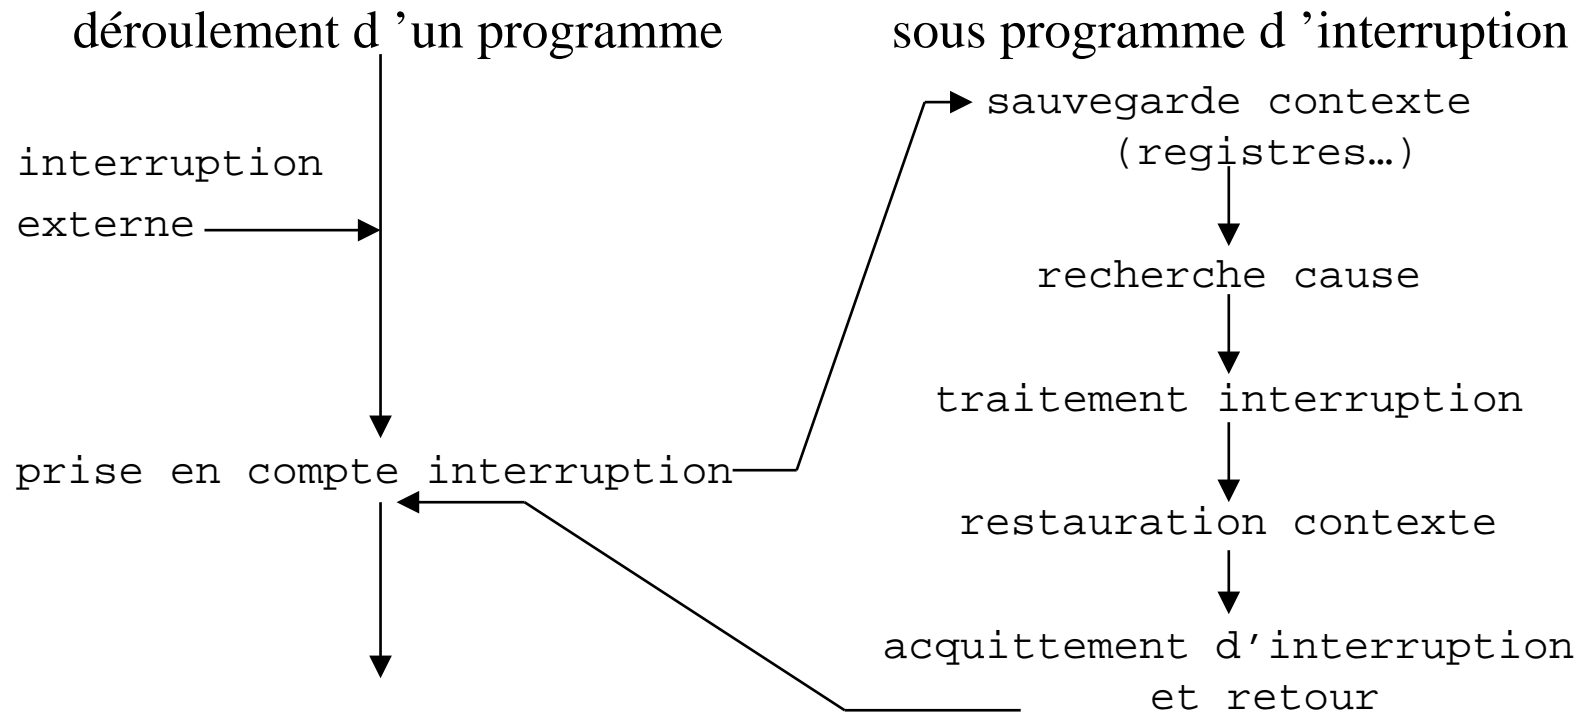 déroulement d ’un programme
interruption
externe
prise en compte interruption
sous programme d ’interruption
sauvegarde contexte
(registres…)
recherche cause
traitement interruption
restauration contexte
acquittement d’interruption
et retour